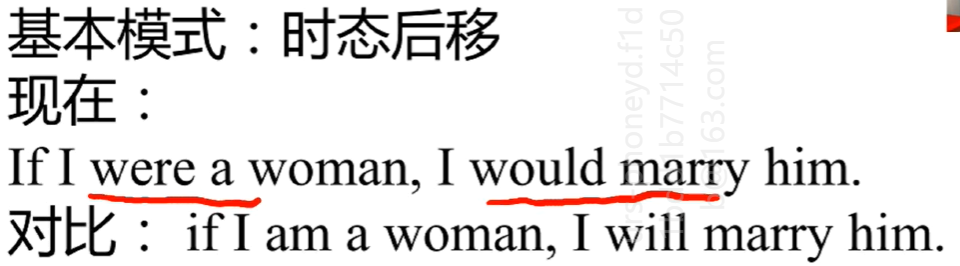 基本模式：时态后移
现在：
If I were a woman, I would marry him.
对比： if I am a woman, I will marry him.